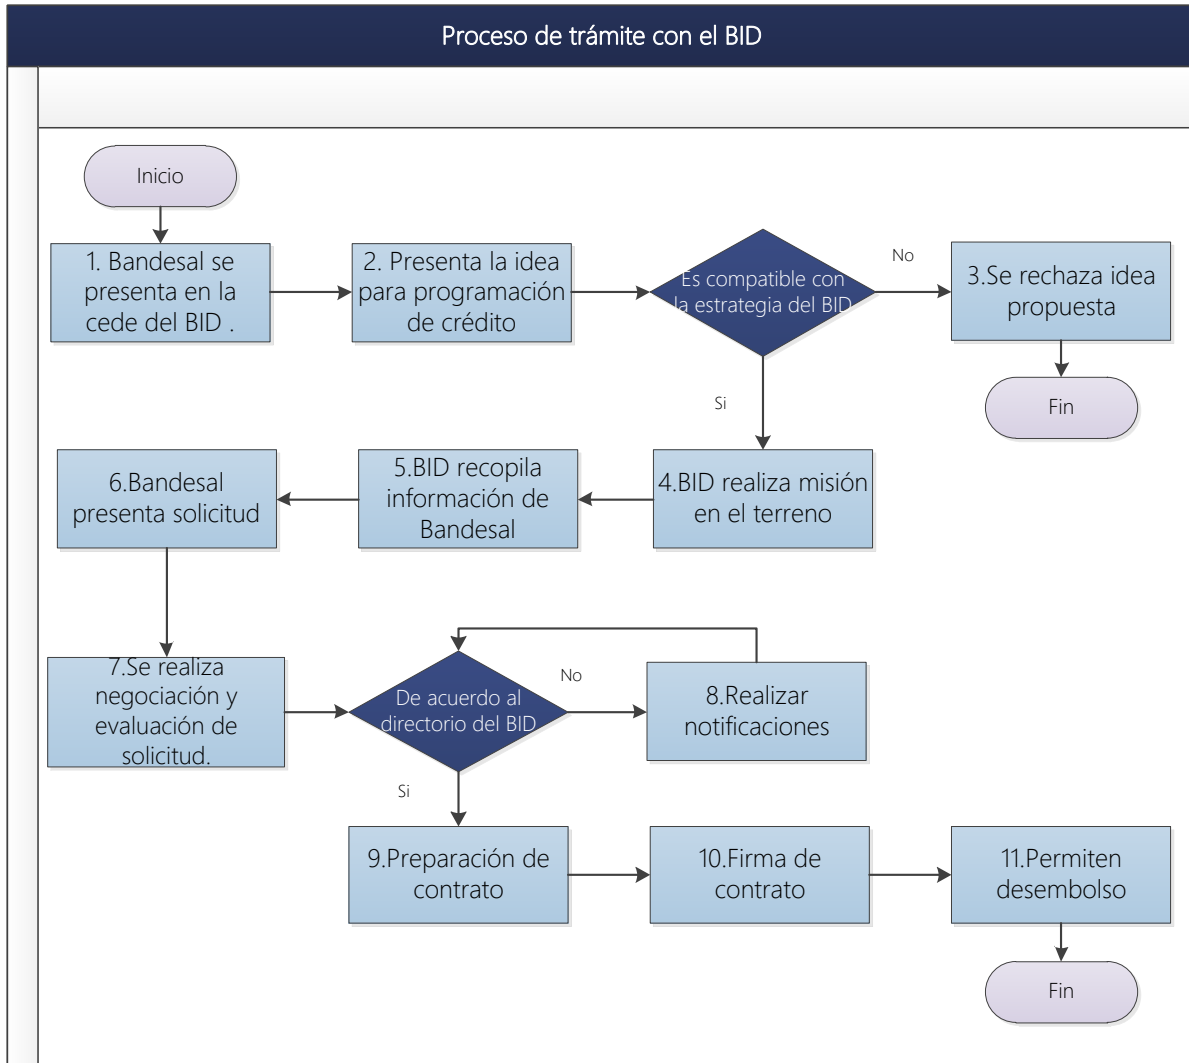 Proceso de trámite con el BID
Inicio
1. Bandesal se
presenta en la
cede del BID .
2. Presenta la idea
para programación
de crédito
Es compatible con
la estrategia del BID
No
3.Se rechaza idea
propuesta
Fin
Si
4.BID realiza misión
en el terreno
5.BID recopila
información de
Bandesal
6.Bandesal
presenta solicitud
7.Se realiza
negociación y
evaluación de
solicitud.
De acuerdo al
directorio del BID
No
8.Realizar
notificaciones
Si
9.Preparación de
contrato
10.Firma de
contrato
11.Permiten
desembolso
Fin